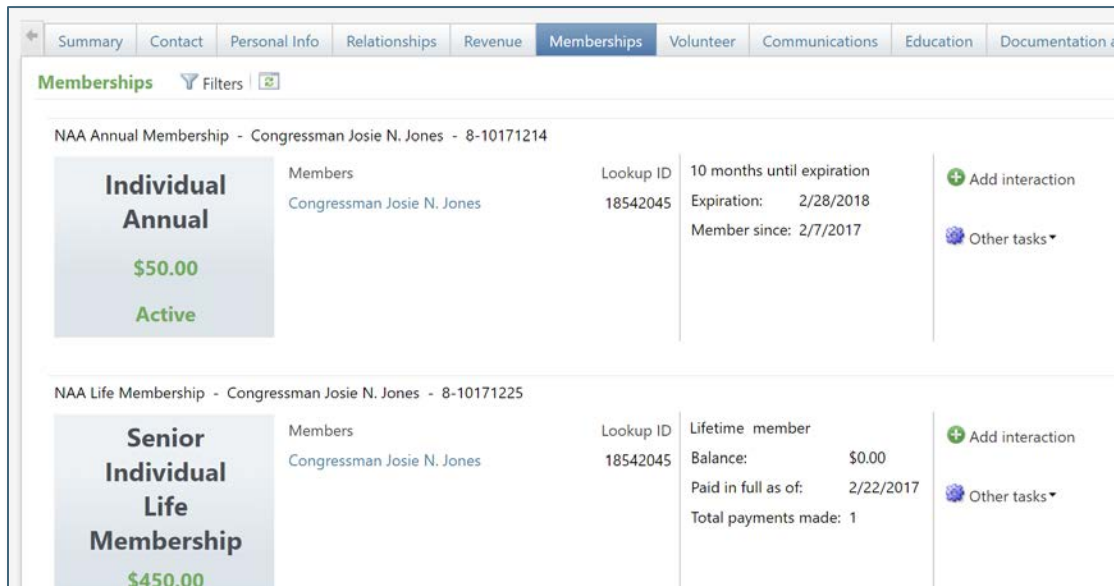 Summary Contact Personal Info Relationships Revenue Memberships Volunteer Communications Education Documentation
Memberships Filters
NAA Annual Membership - Congressman Josie N. Jones - 8-10171214
Individual
Annual
$50.00
Active
Members Lookup ID
Congressman Josie N. Jones 18542045
10 months until expiration
Expiration: 2/28/2018
Member since: 2/7/2017
Add interaction
Other tasks
NAA Life Membership - Congressman Josie N. Jones - 8-10171225
Senior
Individual
Life
Membership
$450.00
Members Lookup ID
Congressman Josie N. Jones 18542045
Lifetime member
Balance: $0.00
Paid in full as of: 2/22/2017
Total payments made: 1
Add interaction
Other tasks